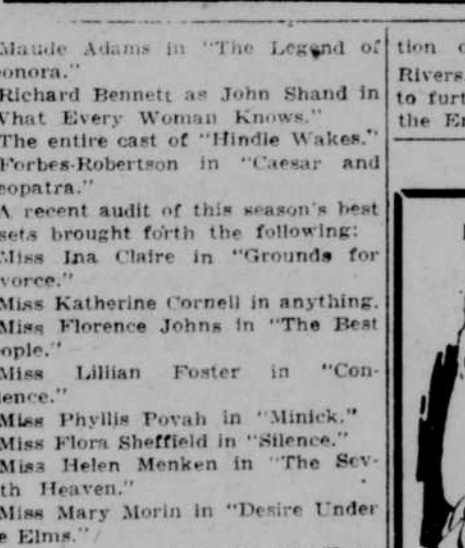 Maude Adams in "The Legend of
eonora."
Richard Bennett as John Shand in
What Every Woman Knows."
The entire cast of "Hindle Wakes."
Forbes-Robertson in "Caesar and
eopatra."
A recent audit of this season's best
sets brought forth the following:
Miss Ina Claire in "Grounds for
vorce."
Miss Katherine Cornell in anything.
Miss Florence Johns in "The Best
eople."
Miss Lillian Foster in "Con-
ience."
Miss Phyllis Povah in "Minick."
Miss Flora Sheffield in "Silence."
Miss Helen Menken in "The Sev-
th Heaven."
Miss Mary Morin in "Desire Under
e Elms."
tion
Rivers.
to furt
the En